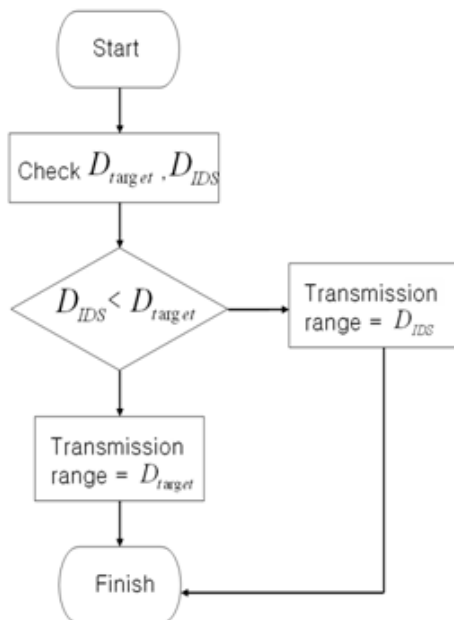 Start
Check D_target , D_IDS
D_IDS < D_target
Transmission
range = D_IDS
Transmission
range = D_target
Finish